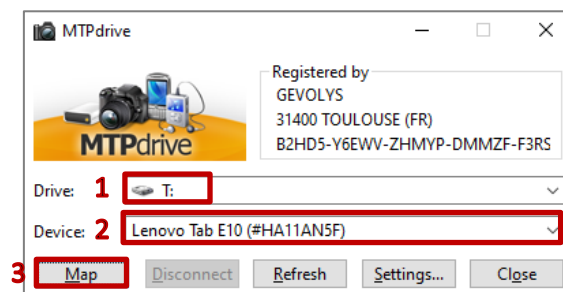 MTPdrive
Registered by
GEVOLYS
31400 TOULOUSE (FR)
B2HD5-Y6EWV-ZHMYP-DMMZF-F3RS
MTPdrive
Drive: 1 T:
Device: 2 Lenovo Tab E10 (#HA11AN5F)
3 Map Disconnect Refresh Settings... Close